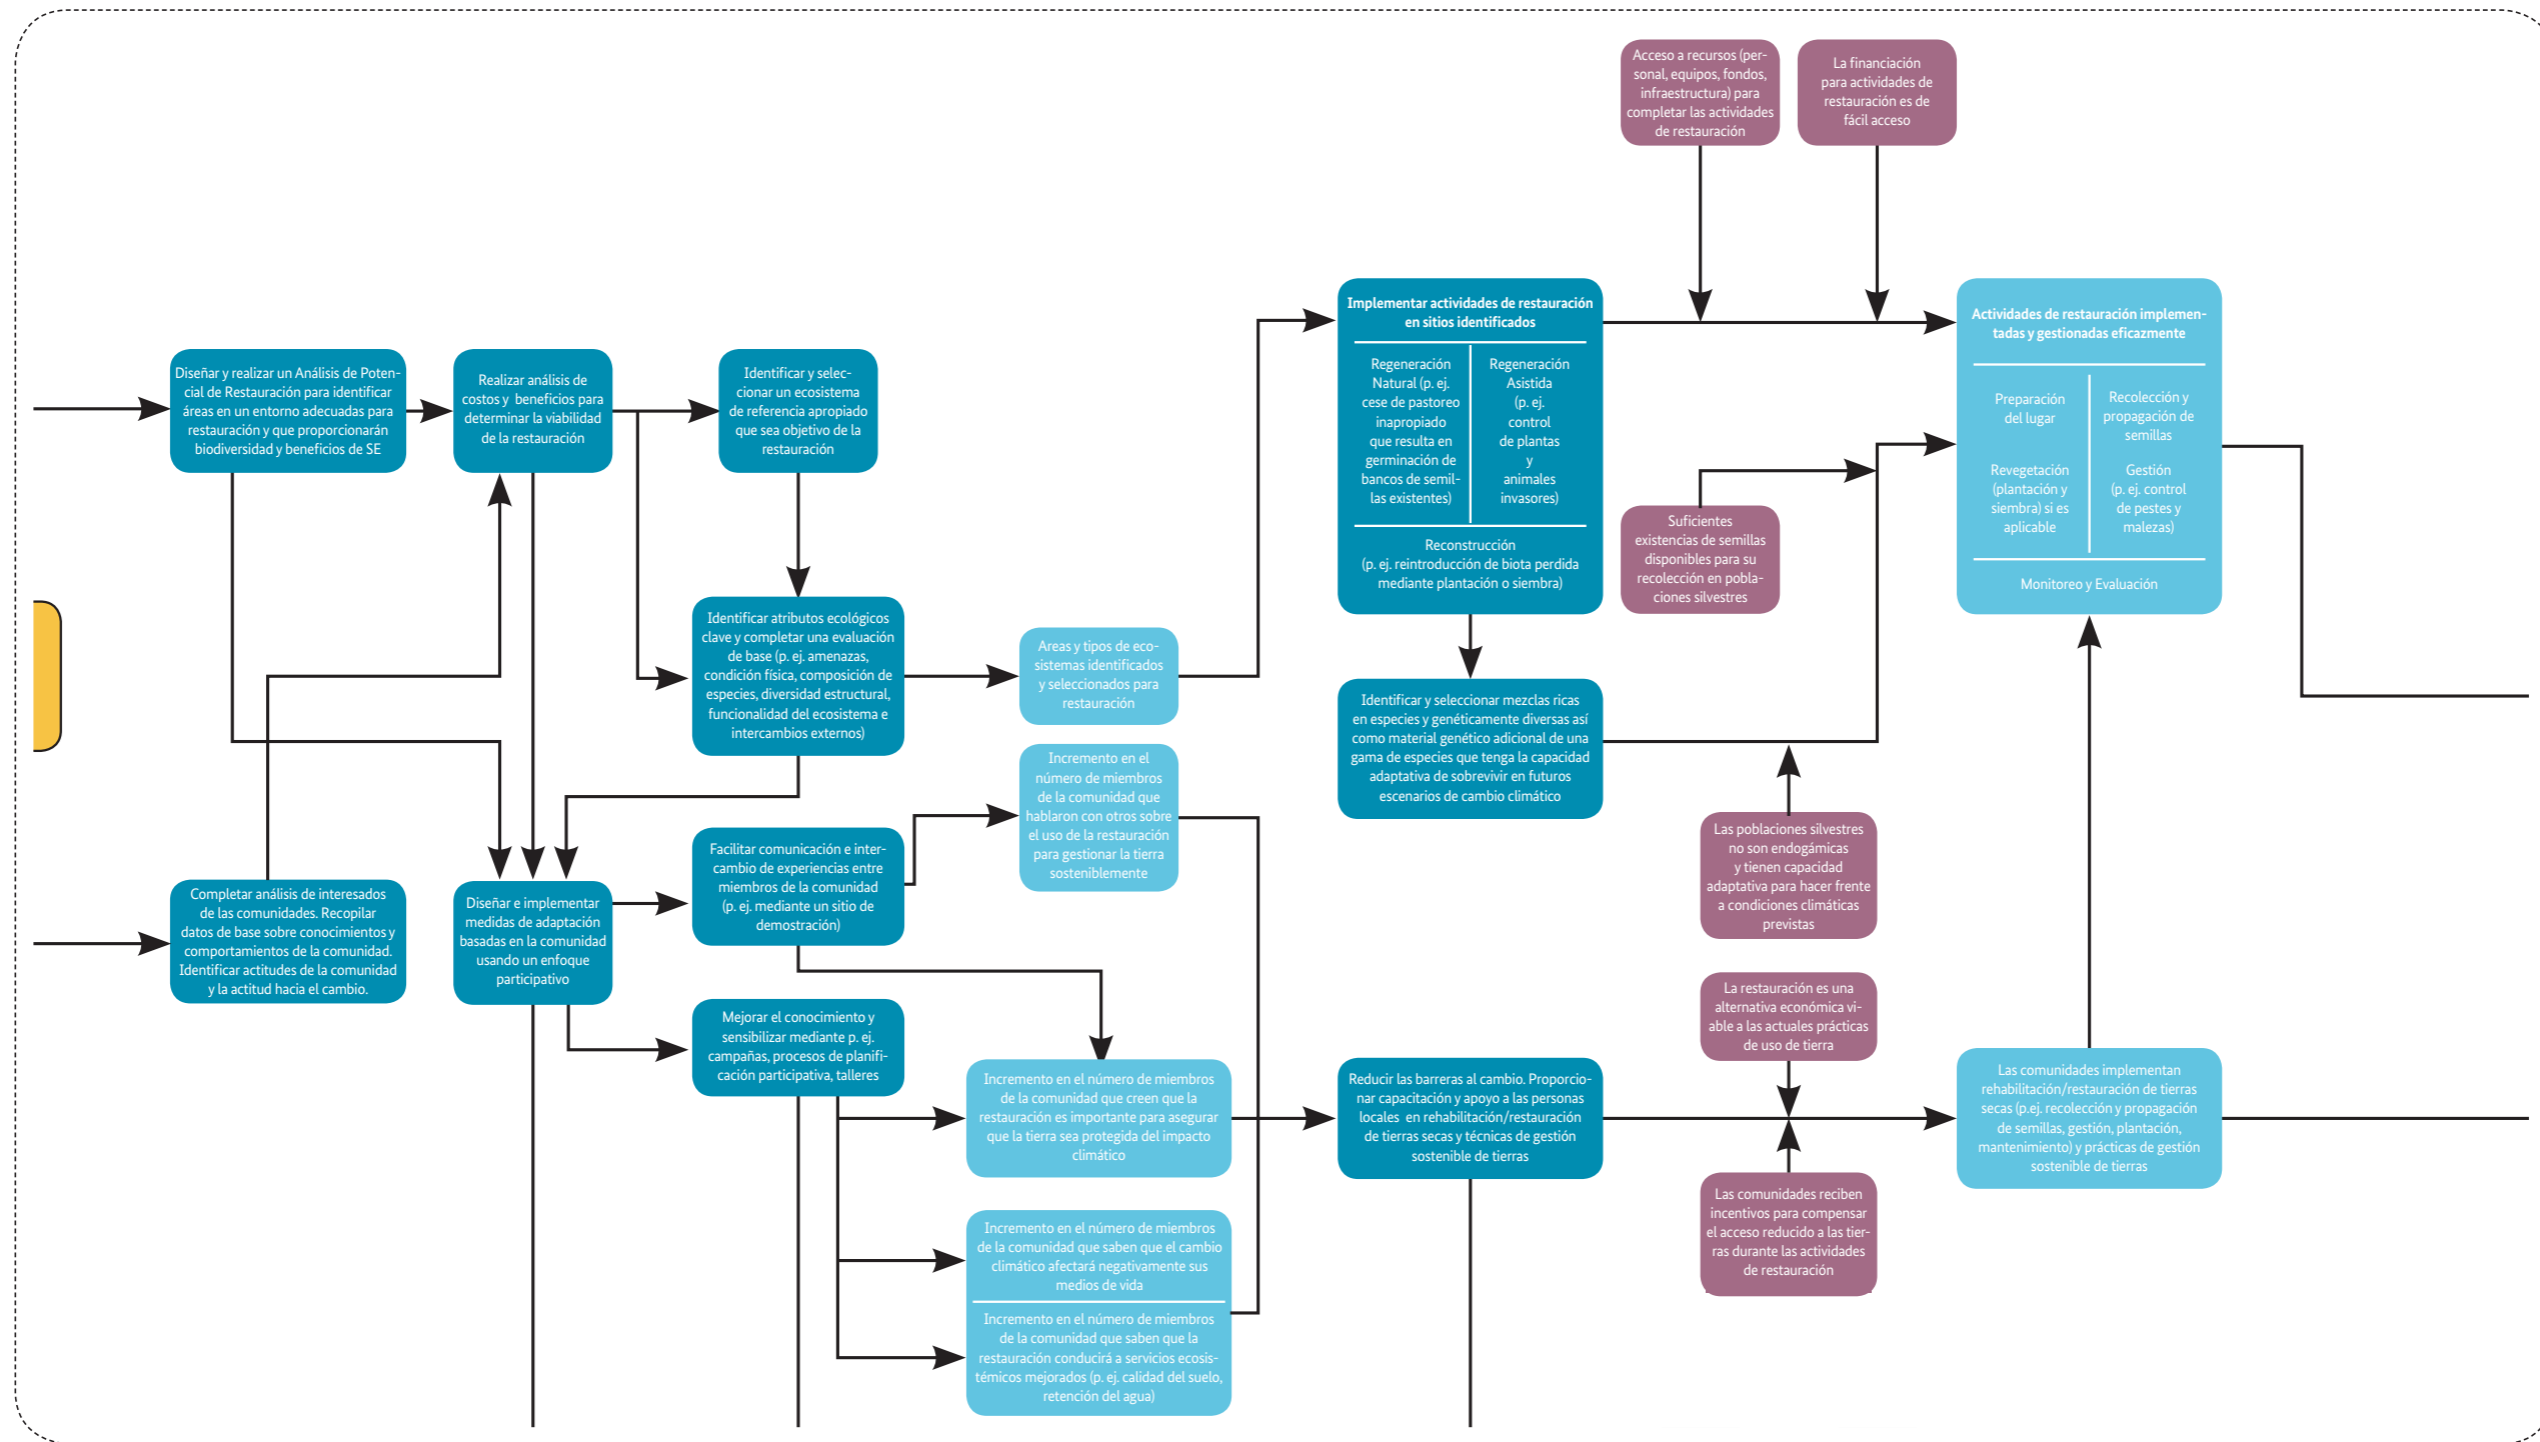 Acceso a recursos (per-
sonal, equipos, fondos,
infraestructura) para
completar las actividades
de restauración
La financiación
para actividades de
restauración es de
fácil acceso
Diseñar y realizar un Análisis de Poten-
cial de Restauración para identificar
áreas en un entorno adecuadas para
restauración y que proporcionarán
biodiversidad y beneficios de SE
Realizar análisis de
costos y beneficios para
determinar la viabilidad
de la restauración
Identificar y selec-
cionar un ecosistema
de referencia apropiado
que sea objetivo de la
restauración
Implementar actividades de restauración
en sitios identificados
Regeneración
Natural (p. ej.
cese de pastoreo
inapropiado
que resulta en
germinación de
bancos de semil-
las existentes)
Regeneración
Asistida
(p. ej.
control
de plantas
y
animales
invasores)
Reconstrucción
(p. ej. reintroducción de biota perdida
mediante plantación o siembra)
Suficientes
existencias de semillas
disponibles para su
recolección en pobla-
ciones silvestres
Actividades de restauración implemen-
tadas y gestionadas eficazmente
Preparación
del lugar
Recolección y
propagación de
semillas
Revegetación
(plantación y
siembra) si es
aplicable
Gestión
(p. ej. control
de pestes y
malezas)
Monitoreo y Evaluación
Identificar atributos ecológicos
clave y completar una evaluación
de base (p. ej. amenazas,
condición física, composición de
especies, diversidad estructural,
funcionalidad del ecosistema e
intercambios externos)
Areas y tipos de eco-
sistemas identificados
y seleccionados para
restauración
Identificar y seleccionar mezclas ricas
en especies y genéticamente diversas así
como material genético adicional de una
gama de especies que tenga la capacidad
adaptativa de sobrevivir en futuros
escenarios de cambio climático
Incremento en el
número de miembros
de la comunidad que
hablaron con otros sobre
el uso de la restauración
para gestionar la tierra
sosteniblemente
Las poblaciones silvestres
no son endogámicas
y tienen capacidad
adaptativa para hacer frente
a condiciones climáticas
previstas
Completar análisis de interesados
de las comunidades. Recopilar
datos de base sobre conocimientos y
comportamientos de la comunidad.
Identificar actitudes de la comunidad
y la actitud hacia el cambio.
Diseñar e implementar
medidas de adaptación
basadas en la comunidad
usando un enfoque
participativo
Facilitar comunicación e inter-
cambio de experiencias entre
miembros de la comunidad
(p. ej. mediante un sitio de
demostración)
Mejorar el conocimiento y
sensibilizar mediante p. ej.
campañas, procesos de planifi-
cación participativa, talleres
La restauración es una
alternativa económica vi-
able a las actuales prácticas
de uso de tierra
Incremento en el número de miembros
de la comunidad que creen que la
restauración es importante para asegurar
que la tierra sea protegida del impacto
climático
Reducir las barreras al cambio. Proporcio-
nar capacitación y apoyo a las personas
locales en rehabilitación/restauración
de tierras secas y técnicas de gestión
sostenible de tierras
Las comunidades implementan
rehabilitación/restauración de tierras
secas (p.ej. recolección y propagación
de semillas, gestión, plantación,
mantenimiento) y prácticas de gestión
sostenible de tierras
Las comunidades reciben
incentivos para compensar
el acceso reducido a las tier-
ras durante las actividades
de restauración
Incremento en el número de miembros
de la comunidad que saben que el cambio
climático afectará negativamente sus
medios de vida
Incremento en el número de miembros
de la comunidad que saben que la
restauración conducirá a servicios ecosis-
témicos mejorados (p. ej. calidad del suelo,
retención del agua)